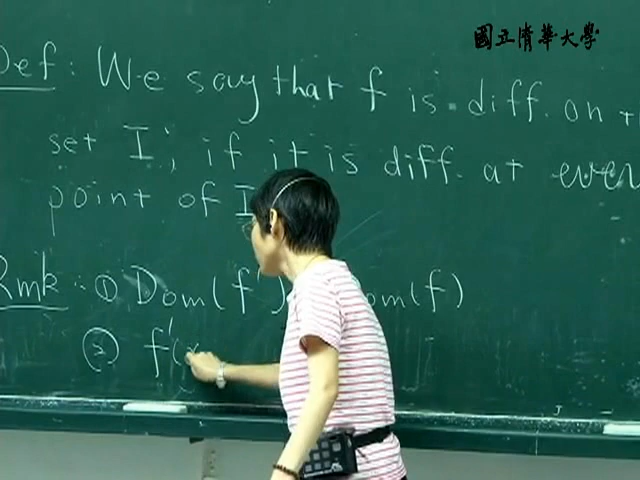 國立清華大學
Def: We say that f is diff. on
set I, if it is diff. at every
point of I
Rmk: ① Dom(f') Dom(f)
② f'(x